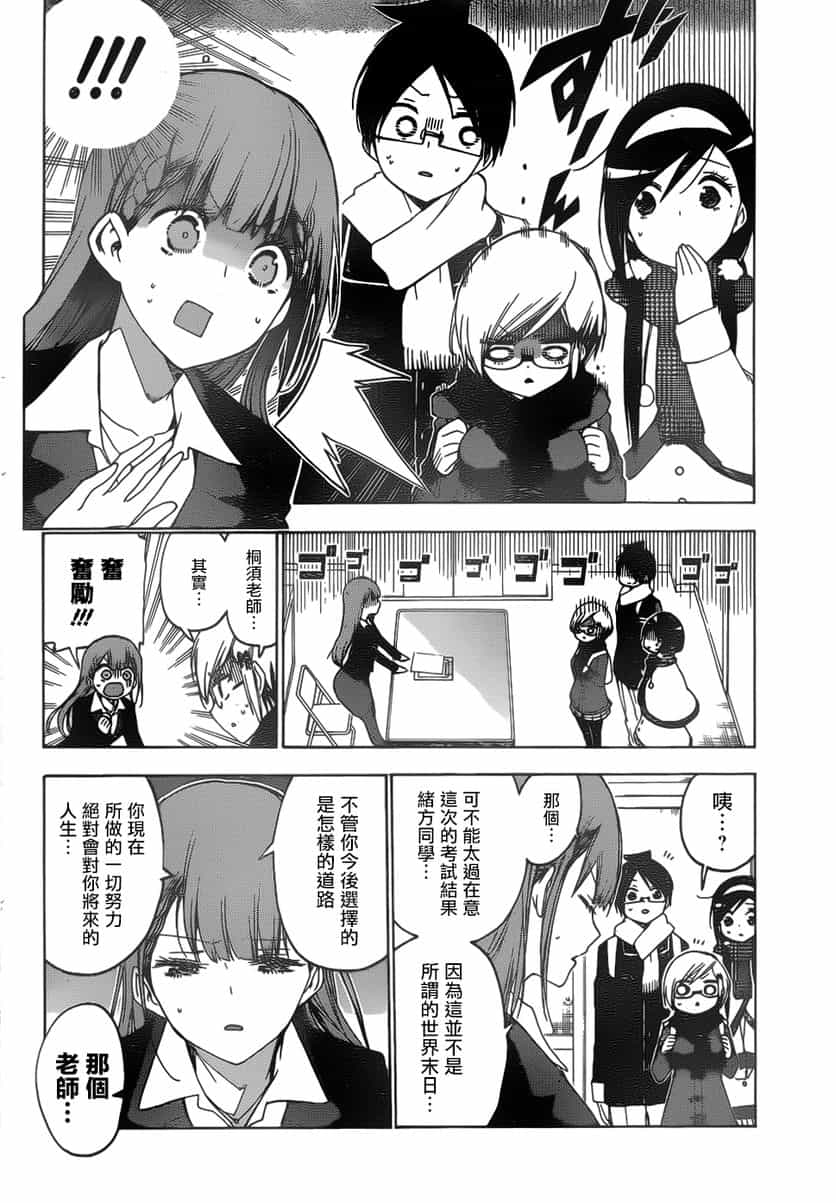 !!!
ズ
ズ
ゴゴゴゴゴゴ
桐須老師…
其實…
奮
奮勵!!!
咦…?
那個…
可不能太過在意
這次的考試結果
緒方同學…
因為這並不是
所謂的世界末日…
不管你今後選擇的
是怎樣的道路
你現在
所做的一切努力
絕對會對你將來的
人生…
那個
老師…